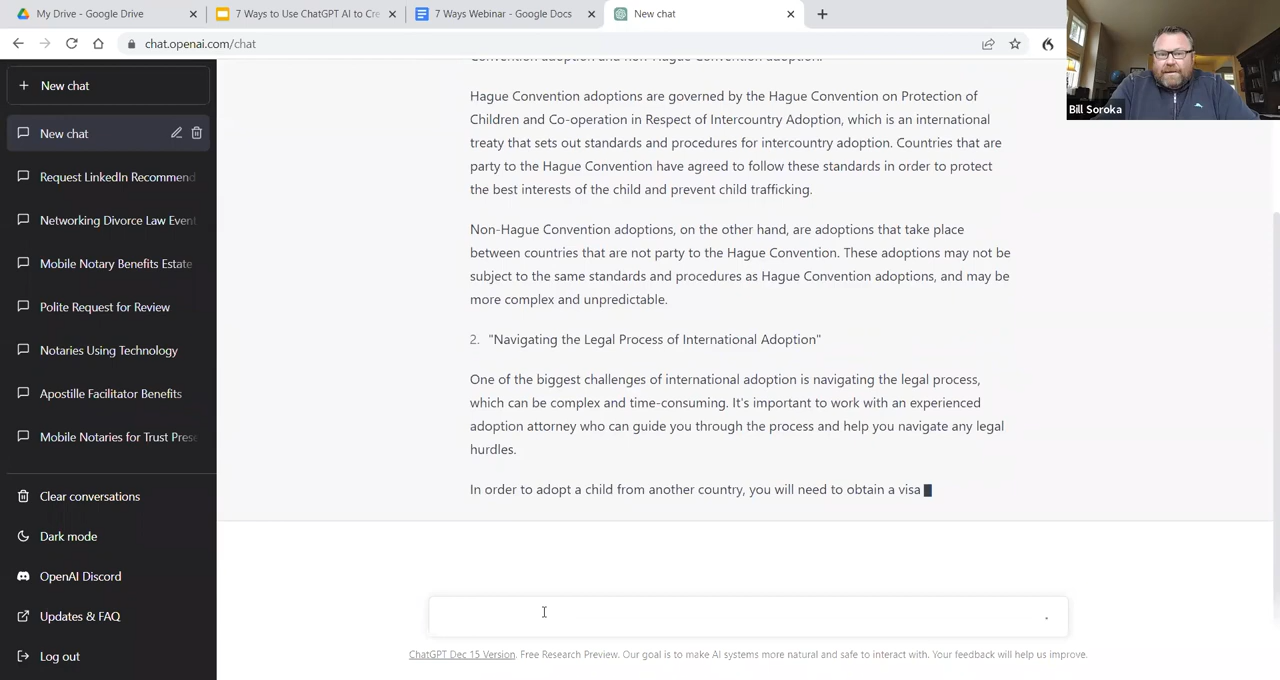 My Drive - Google Drive
7 Ways to Use ChatGPT AI to Cre
7 Ways Webinar - Google Docs
New chat
chat.openai.com/chat
Bill Soroka
New chat
New chat
Request LinkedIn Recommend
Networking Divorce Law Even
Mobile Notary Benefits Estate
Polite Request for Review
Notaries Using Technology
Apostille Facilitator Benefits
Mobile Notaries for Trust Prese
Clear conversations
Dark mode
OpenAI Discord
Updates & FAQ
Log out
Convention adoption and non-Hague Convention adoption.
Hague Convention adoptions are governed by the Hague Convention on Protection of
Children and Co-operation in Respect of Intercountry Adoption, which is an international
treaty that sets out standards and procedures for intercountry adoption. Countries that are
party to the Hague Convention have agreed to follow these standards in order to protect
the best interests of the child and prevent child trafficking.
Non-Hague Convention adoptions, on the other hand, are adoptions that take place
between countries that are not party to the Hague Convention. These adoptions may not be
subject to the same standards and procedures as Hague Convention adoptions, and may be
more complex and unpredictable.
2. "Navigating the Legal Process of International Adoption"
One of the biggest challenges of international adoption is navigating the legal process,
which can be complex and time-consuming. It's important to work with an experienced
adoption attorney who can guide you through the process and help you navigate any legal
hurdles.
In order to adopt a child from another country, you will need to obtain a visa
ChatGPT Dec 15 Version. Free Research Preview. Our goal is to make AI systems more natural and safe to interact with. Your feedback will help us improve.